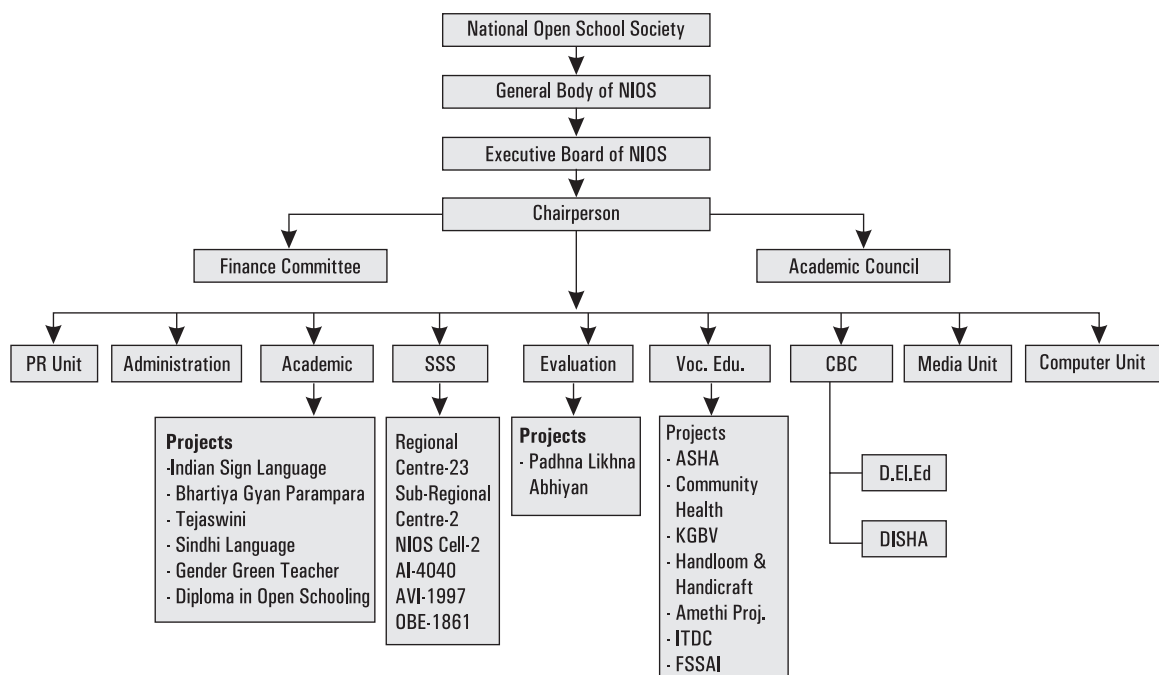 National Open School Society
General Body of NIOS
Executive Board of NIOS
Chairperson
Finance Committee
Academic Council
PR Unit
Administration
Academic
SSS
Evaluation
Voc. Edu.
CBC
Media Unit
Computer Unit
Projects
-Indian Sign Language
- Bhartiya Gyan Parampara
- Tejaswini
- Sindhi Language
- Gender Green Teacher
- Diploma in Open Schooling
Regional
Centre-23
Sub-Regional
Centre-2
NIOS Cell-2
AI-4040
AVI-1997
OBE-1861
Projects
- Padhna Likhna
Abhiyan
Projects
- ASHA
- Community
Health
- KGBV
- Handloom &
Handicraft
- Amethi Proj.
- ITDC
- FSSAI
D.El.Ed
DISHA